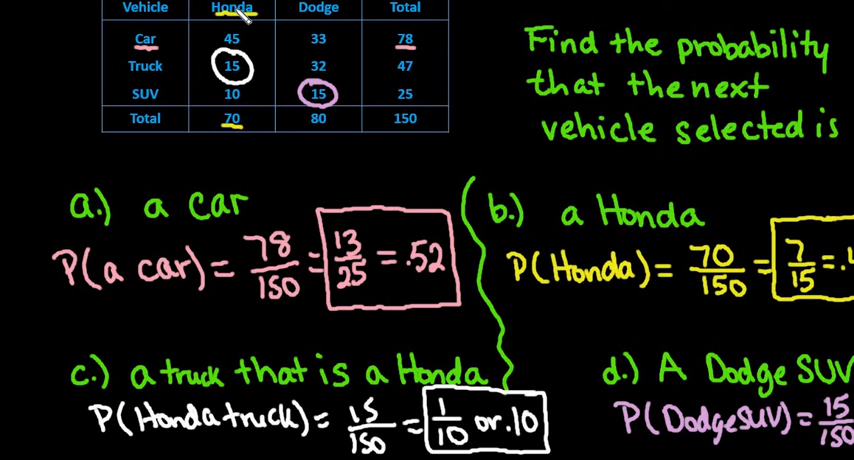 Vehicle Honda Dodge Total
Car 45 33 78
Truck 15 32 47
SUV 10 15 25
Total 70 80 150
Find the probability
that the next
vehicle selected is
a.) a car
P(a car) = 78/150 = 13/25 = .52
b.) a Honda
P(Honda) = 70/150 = 7/15 = .4
c.) a truck that is a Honda
P(Honda truck) = 15/150 = 1/10 or .10
d.) A Dodge SUV
P(Dodge SUV) = 15/150